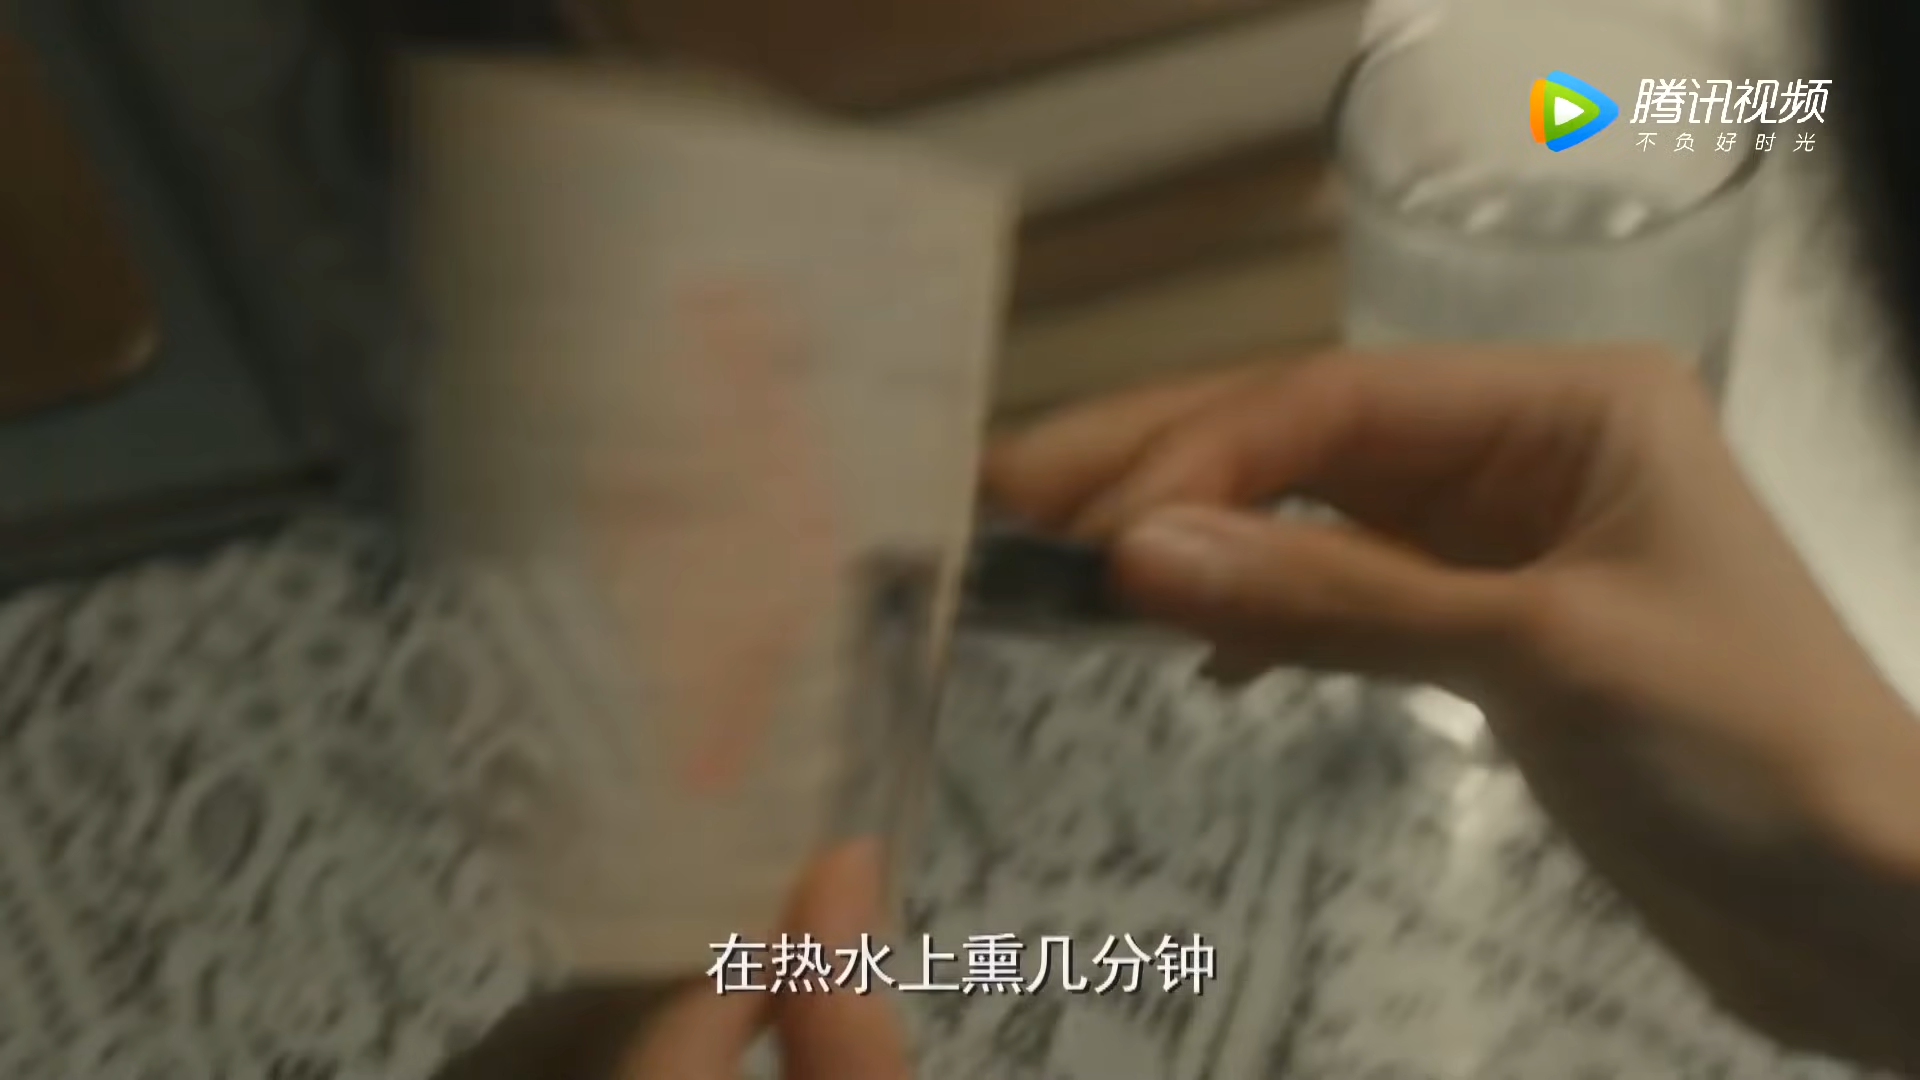 腾讯视频
不负好时光
在热水上熏几分钟